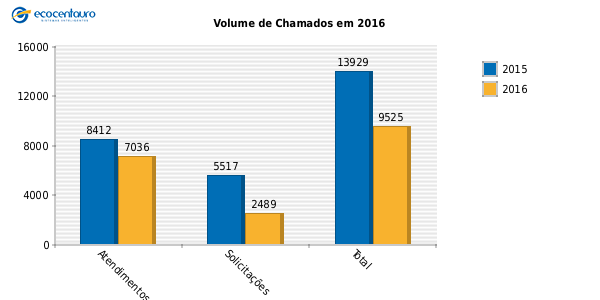 ecocentauro
Volume de Chamados em 2016
16000
12000
8000
4000
0
8412
7036
5517
2489
13929
9525
Atendimentos
Solicitações
Total
2015
2016